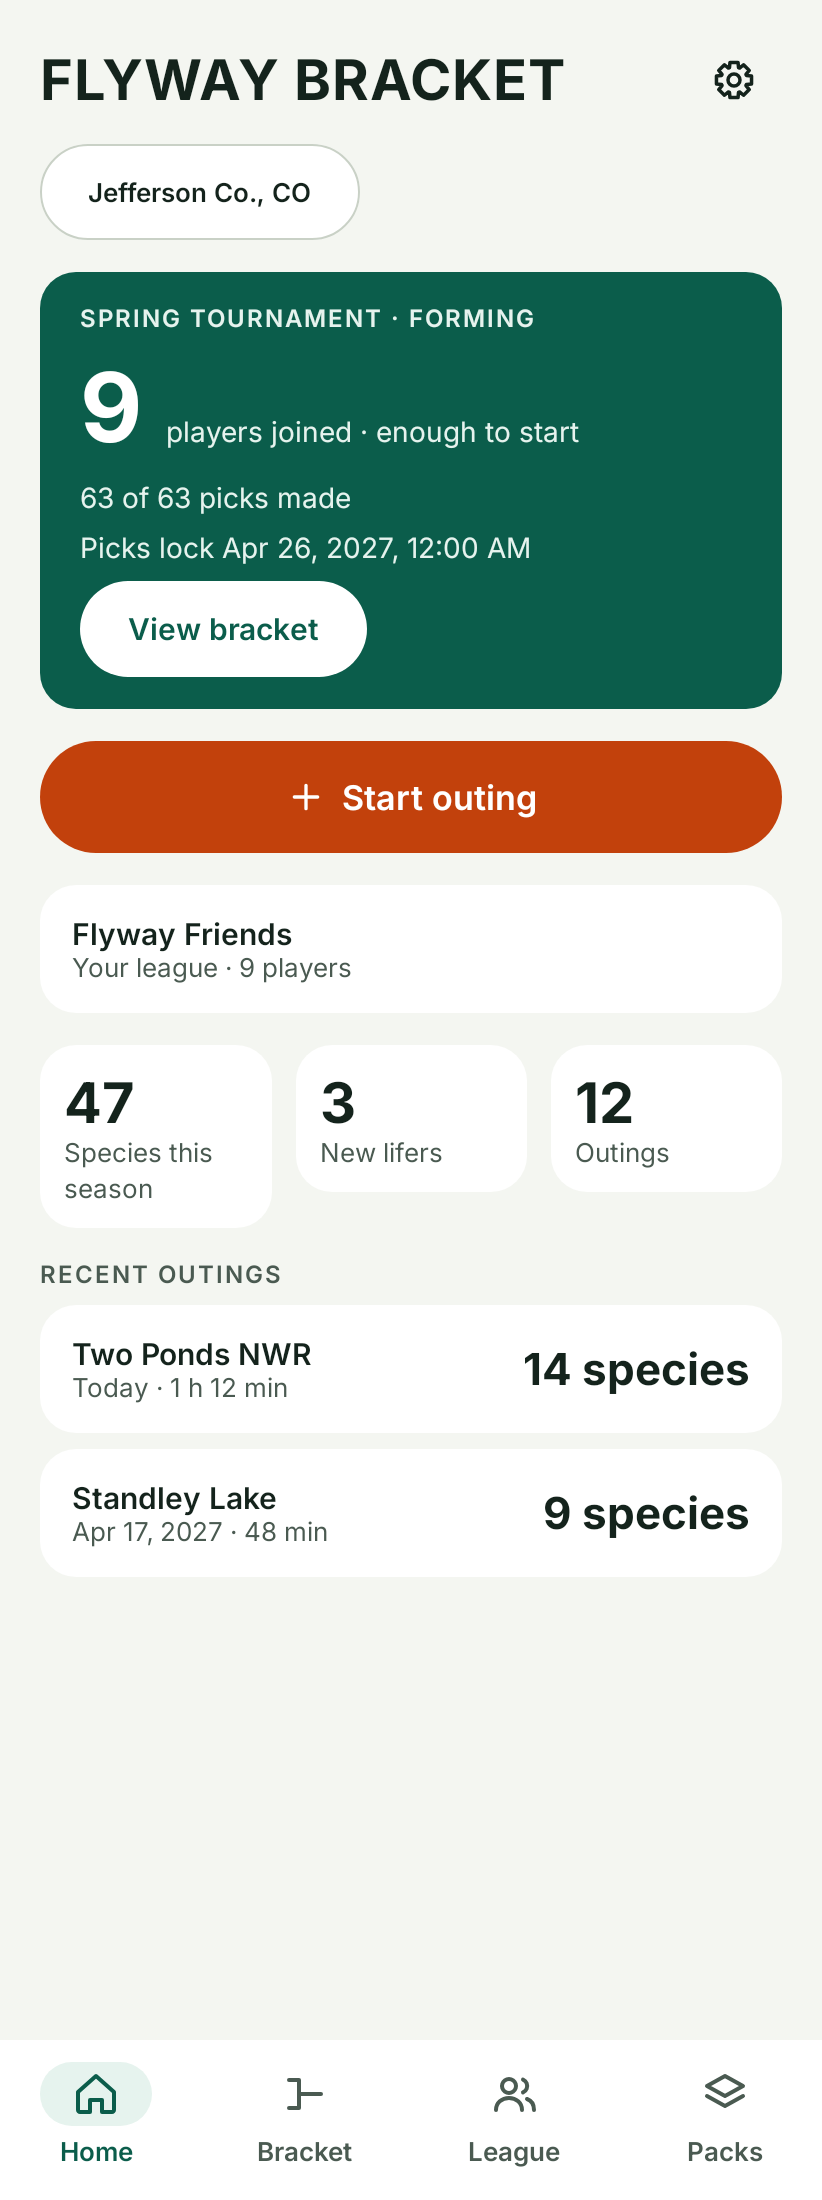 FLYWAY BRACKET
Jefferson Co., CO
SPRING TOURNAMENT · FORMING
9 players joined · enough to start
63 of 63 picks made
Picks lock Apr 26, 2027, 12:00 AM
View bracket
Start outing
Flyway Friends
Your league · 9 players
47
Species this
season
3
New lifers
12
Outings
RECENT OUTINGS
Two Ponds NWR
Today · 1 h 12 min
14 species
Standley Lake
Apr 17, 2027 · 48 min
9 species
Home
Bracket
League
Packs